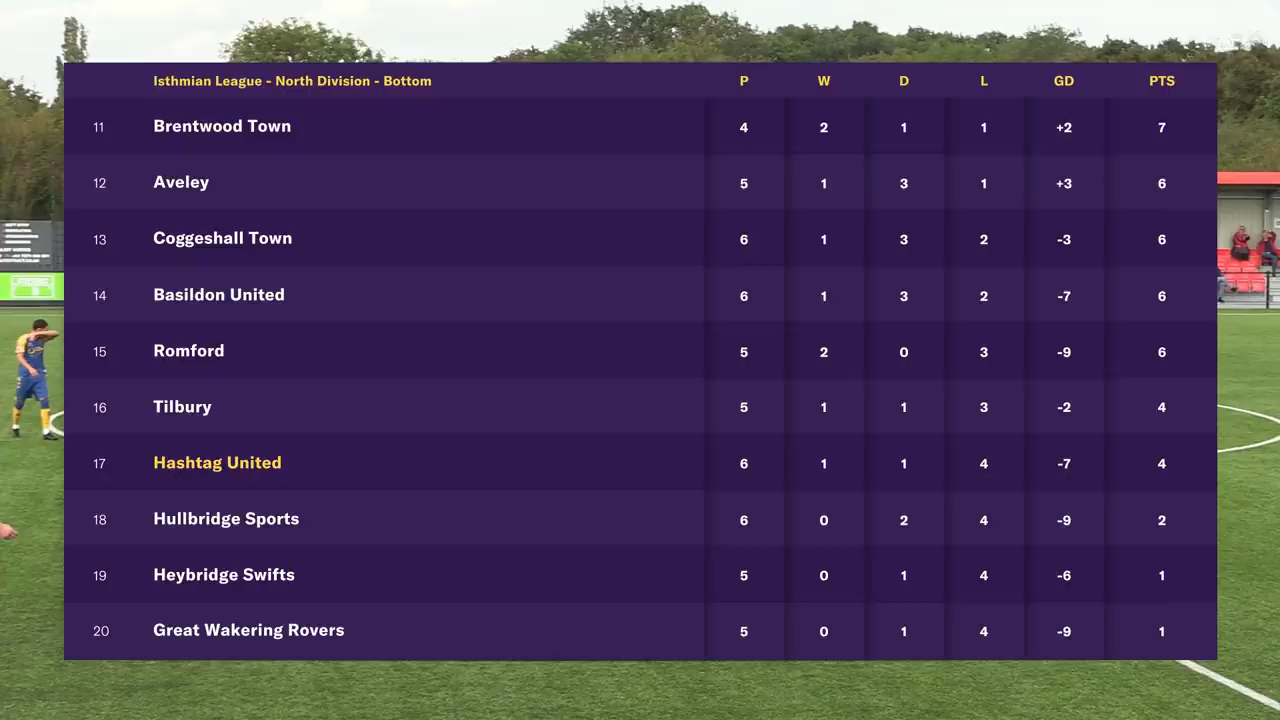 Isthmian League - North Division - Bottom P W D L GD PTS
11 Brentwood Town 4 2 1 1 +2 7
12 Aveley 5 1 3 1 +3 6
13 Coggeshall Town 6 1 3 2 -3 6
14 Basildon United 6 1 3 2 -7 6
15 Romford 5 2 0 3 -9 6
16 Tilbury 5 1 1 3 -2 4
17 Hashtag United 6 1 1 4 -7 4
18 Hullbridge Sports 6 0 2 4 -9 2
19 Heybridge Swifts 5 0 1 4 -6 1
20 Great Wakering Rovers 5 0 1 4 -9 1